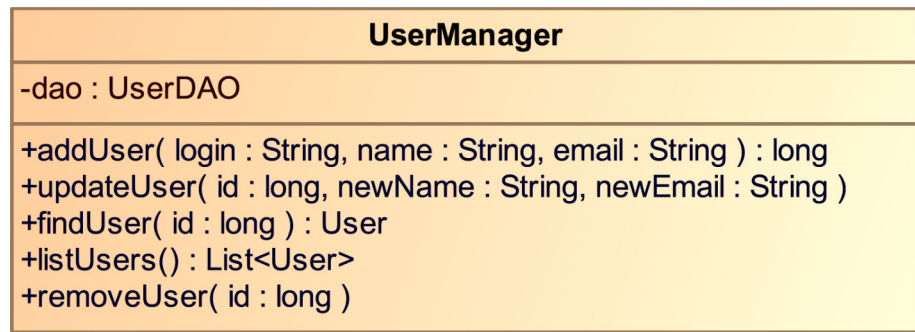 UserManager
-dao : UserDAO
+addUser( login : String, name : String, email : String ) : long
+updateUser( id : long, newName : String, newEmail : String )
+findUser( id : long ) : User
+listUsers() : List<User>
+removeUser( id : long )